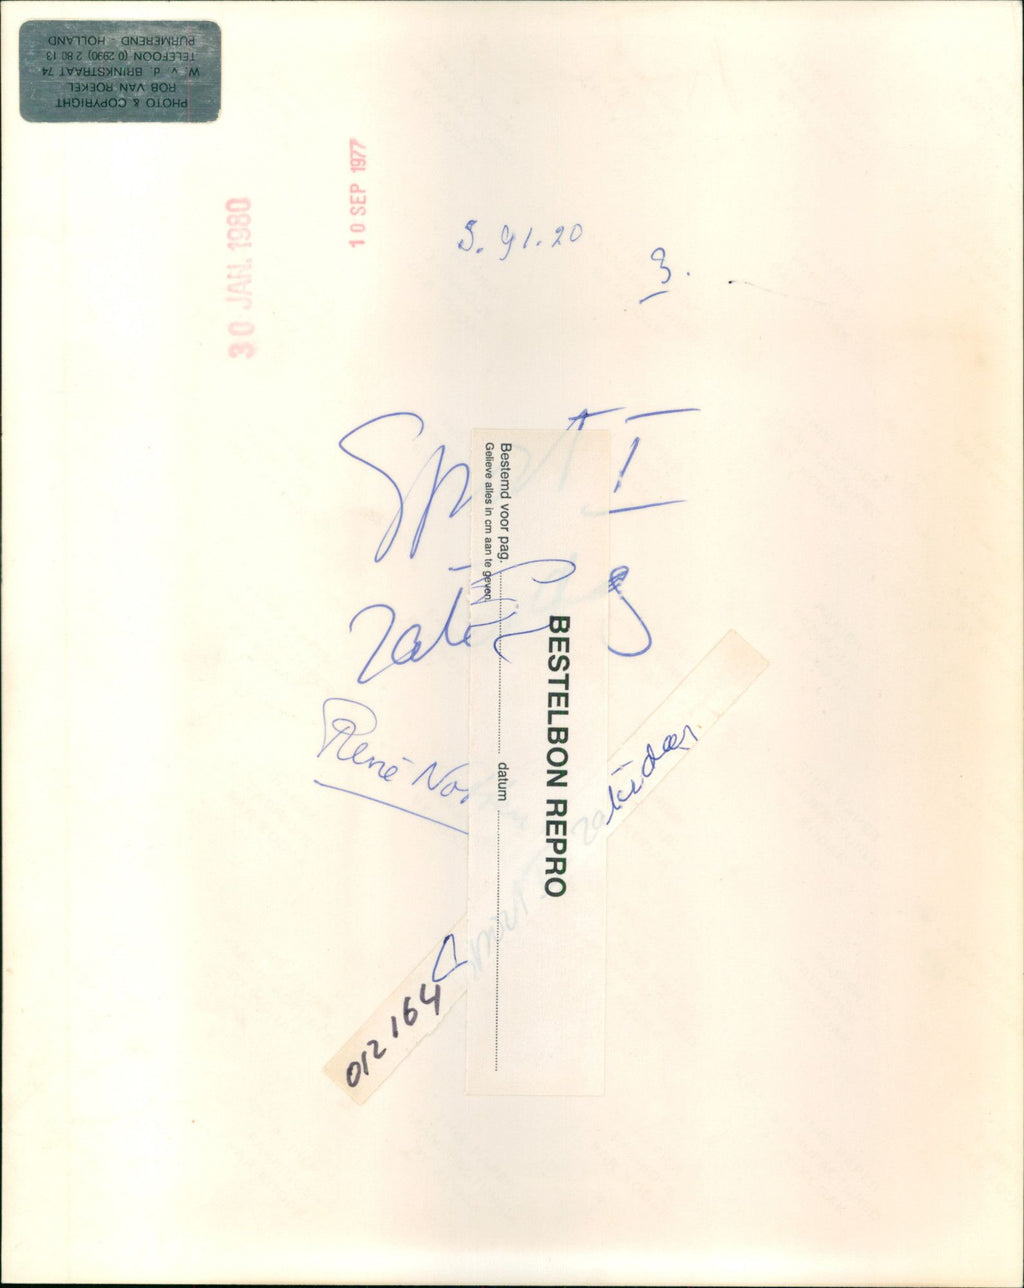 PHOTO & COPYRIGHT
ROB VAN ROEKEL
W. v. d. BRINKSTRAAT 74
TELEFOON (0 2990) 2 80 13
PURMEREND - HOLLAND
10 SEP 1977
30 JAN. 1980
3.
Sport I
zaterdag
René
BESTELBON REPRO
Bestemd voor pag. datum
Gelieve alles in cm aan te geven.
012164